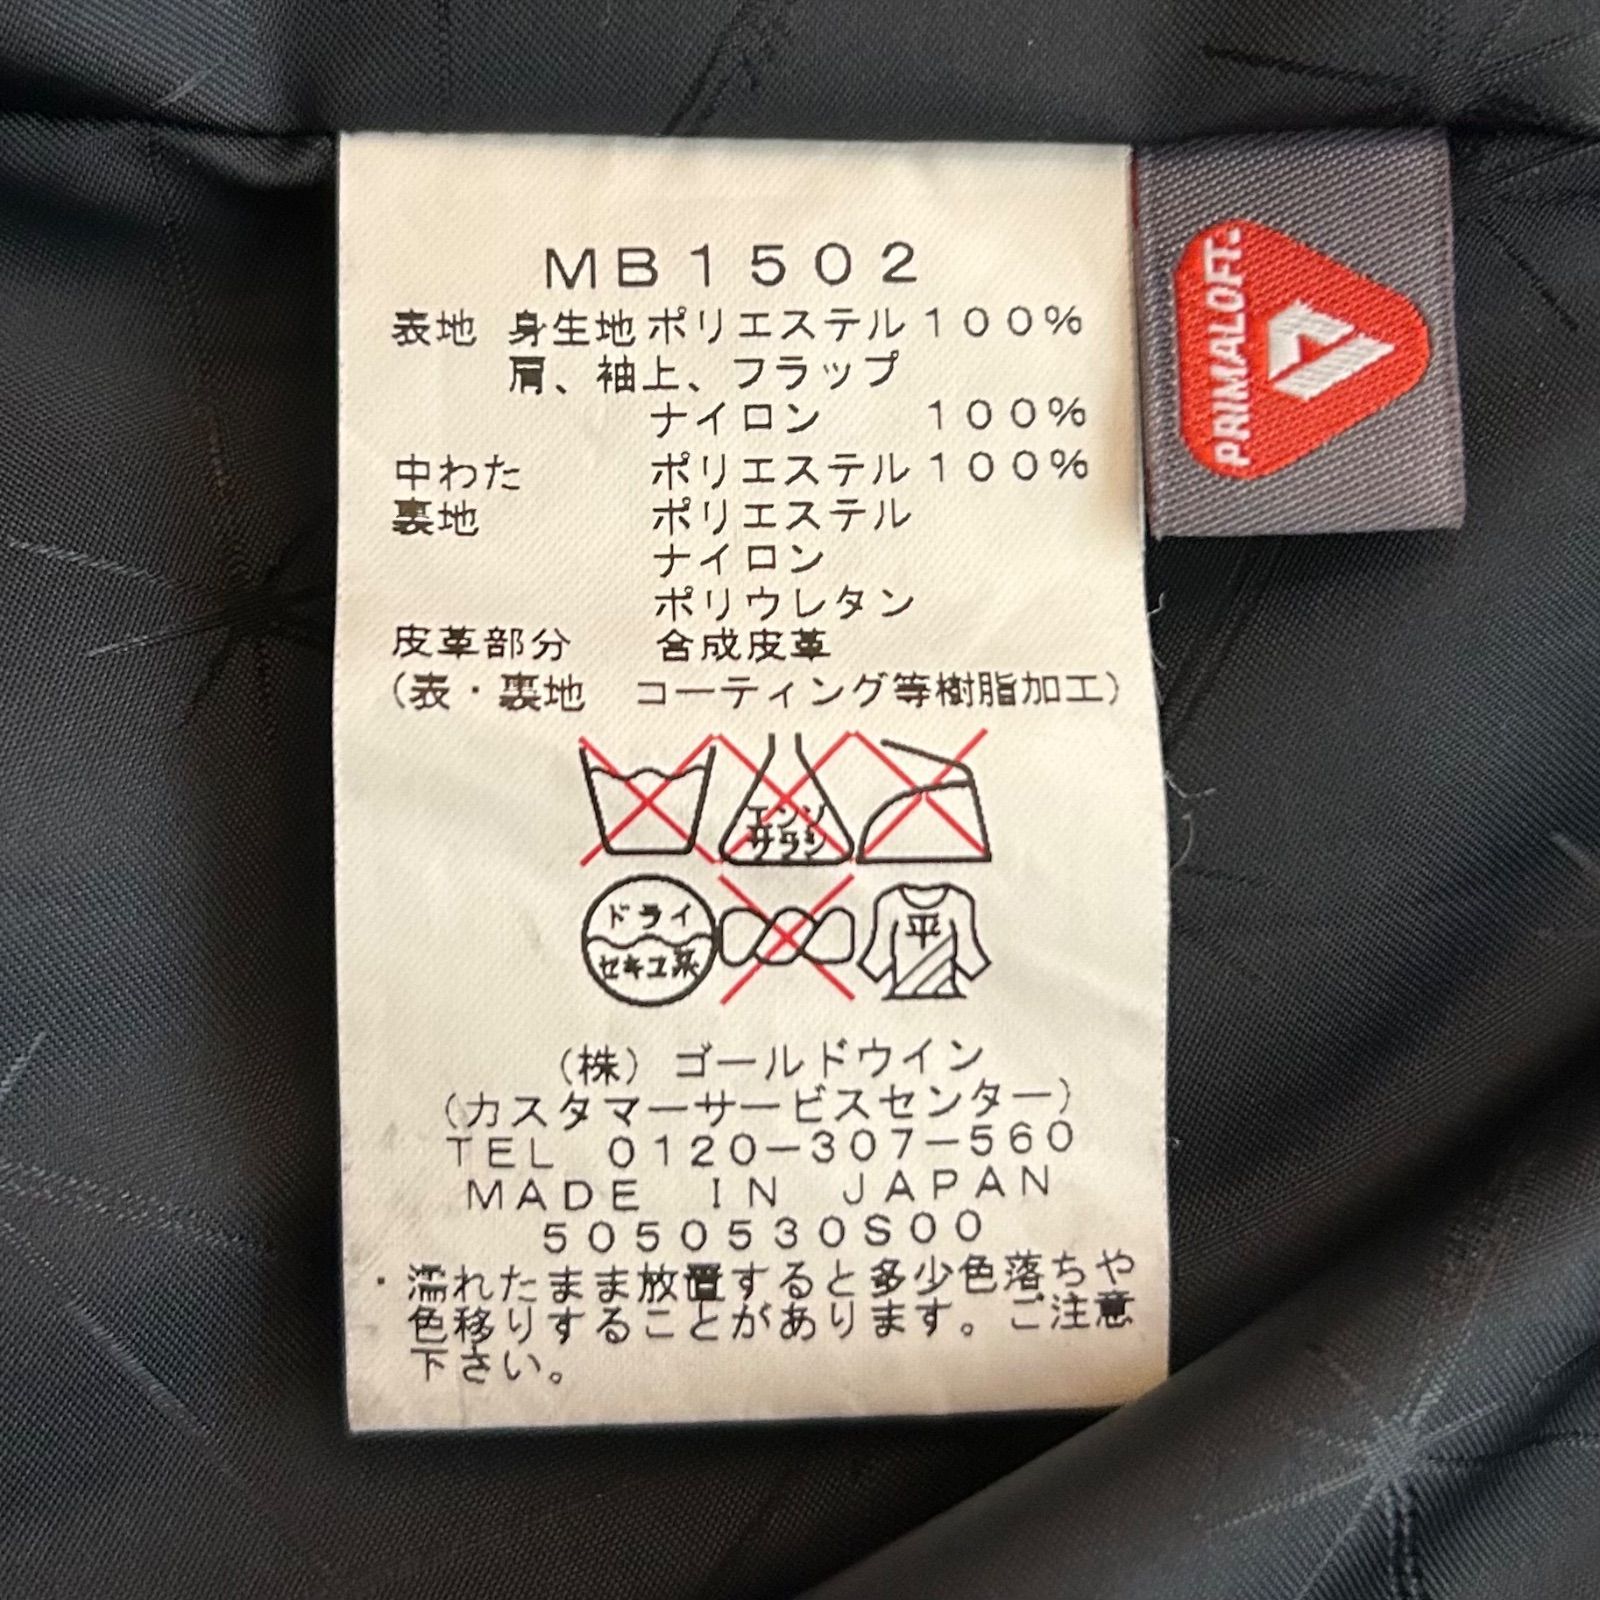 MB1502
表地 身生地ポリエステル100%
肩、袖上、フラップ
ナイロン 100%
中わた ポリエステル100%
裏地 ポリエステル
ナイロン
ポリウレタン
皮革部分 合成皮革
(表・裏地 コーティング等樹脂加工)
エンソ
サラシ
ドライ
セキユ系
平
(株)ゴールドウイン
(カスタマーサービスセンター)
TEL 0120-307-560
MADE IN JAPAN
5050530S00
・濡れたまま放置すると多少色落ちや
色移りすることがあります。ご注意
下さい。
PRIMALOFT